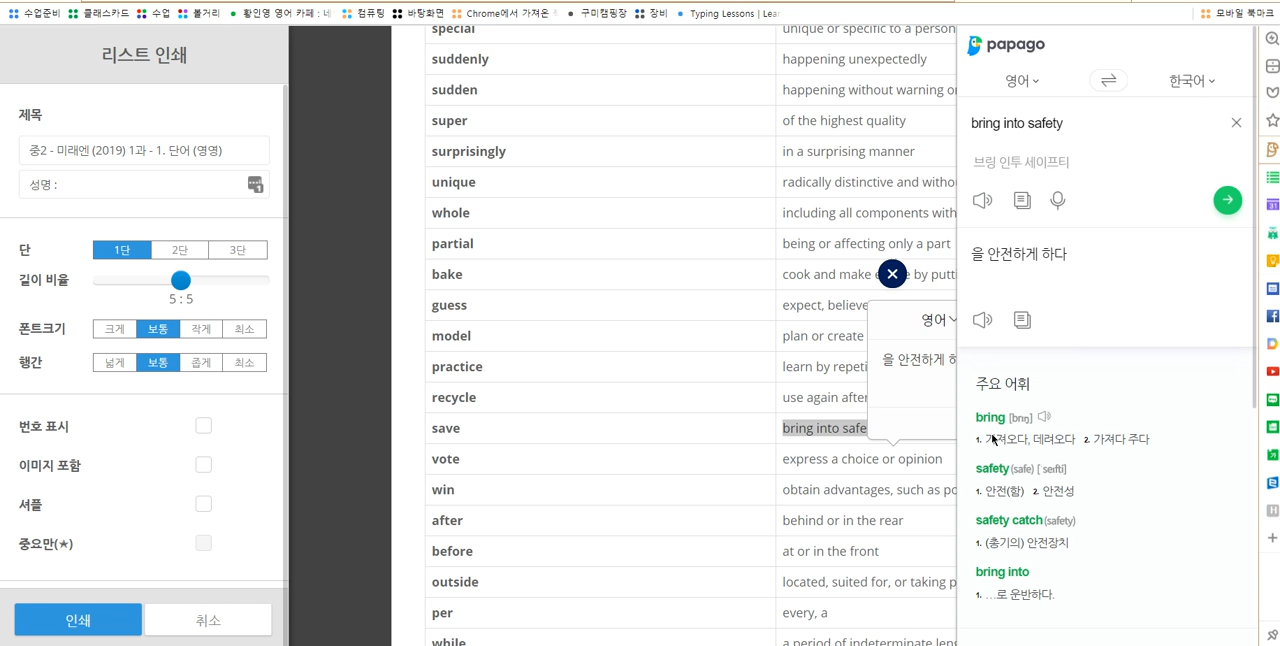 수업준비 클래스카드 수업 볼거리 황인영 영어 카페 : 네 컴퓨팅 바탕화면 Chrome에서 가져온 구미캠핑장 장비 Typing Lessons | Lea 모바일 북마크
리스트 인쇄
제목
중2 - 미래엔 (2019) 1과 - 1. 단어 (영영)
성명 :
단 1단 2단 3단
길이 비율
5 : 5
폰트크기 크게 보통 작게 최소
행간 넓게 보통 좁게 최소
번호 표시
이미지 포함
셔플
중요만(★)
인쇄 취소
special unique or specific to a person
suddenly happening unexpectedly
sudden happening without warning o
super of the highest quality
surprisingly in a surprising manner
unique radically distinctive and witho
whole including all components with
partial being or affecting only a part
bake cook and make e e by putti
guess expect, believe
model plan or create
practice learn by repeti
recycle use again after
save bring into safe
vote express a choice or opinion
win obtain advantages, such as po
after behind or in the rear
before at or in the front
outside located, suited for, or taking p
per every, a
while a period of indeterminate leng
영어
을 안전하게 하
papago
영어 한국어
bring into safety
브링 인투 세이프티
을 안전하게 하다
주요 어휘
bring
1. 가져오다, 데려오다 2. 가져다 주다
safety (safe) [ˈseɪfti]
1. 안전(함) 2. 안전성
safety catch (safety)
1. (총기의) 안전장치
bring into
1. …로 운반하다.
31